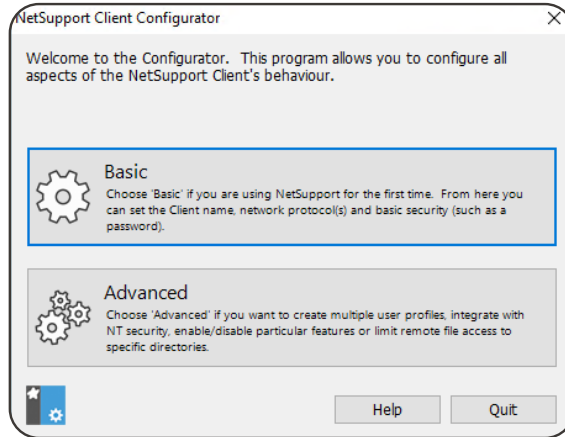 NetSupport Client Configurator
Welcome to the Configurator. This program allows you to configure all
aspects of the NetSupport Client's behaviour.
Basic
Choose 'Basic' if you are using NetSupport for the first time. From here you
can set the Client name, network protocol(s) and basic security (such as a
password).
Advanced
Choose 'Advanced' if you want to create multiple user profiles, integrate with
NT security, enable/disable particular features or limit remote file access to
specific directories.
Help Quit